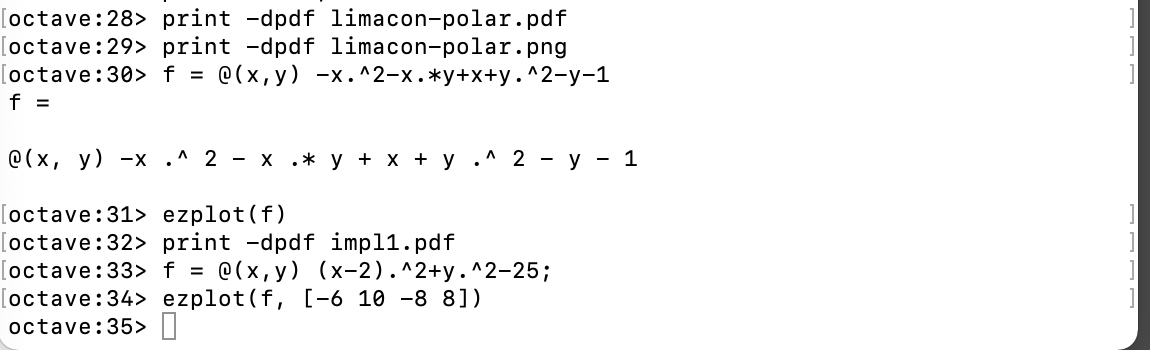 [octave:28> print -dpdf limacon-polar.pdf ]
[octave:29> print -dpdf limacon-polar.png ]
[octave:30> f = @(x,y) -x.^2-x.*y+x+y.^2-y-1 ]
f =
@(x, y) -x .^ 2 - x .* y + x + y .^ 2 - y - 1
[octave:31> ezplot(f) ]
[octave:32> print -dpdf impl1.pdf ]
[octave:33> f = @(x,y) (x-2).^2+y.^2-25; ]
[octave:34> ezplot(f, [-6 10 -8 8]) ]
octave:35>